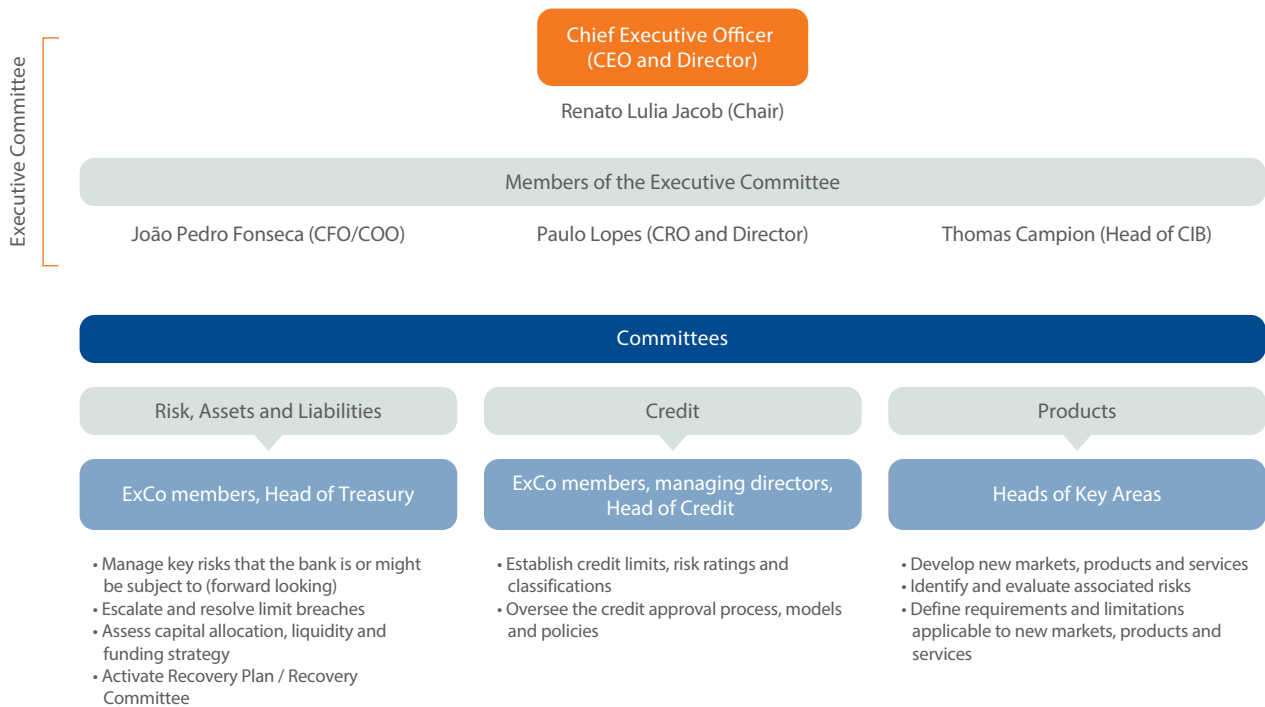 Executive Committee
Chief Executive Officer
(CEO and Director)
Renato Lulia Jacob (Chair)
Members of the Executive Committee
João Pedro Fonseca (CFO/COO)
Paulo Lopes (CRO and Director)
Thomas Campion (Head of CIB)
Committees
Risk, Assets and Liabilities
ExCo members, Head of Treasury
• Manage key risks that the bank is or might
be subject to (forward looking)
• Escalate and resolve limit breaches
• Assess capital allocation, liquidity and
funding strategy
• Activate Recovery Plan / Recovery
Committee
Credit
ExCo members, managing directors,
Head of Credit
• Establish credit limits, risk ratings and
classifications
• Oversee the credit approval process, models
and policies
Products
Heads of Key Areas
• Develop new markets, products and services
• Identify and evaluate associated risks
• Define requirements and limitations
applicable to new markets, products and
services